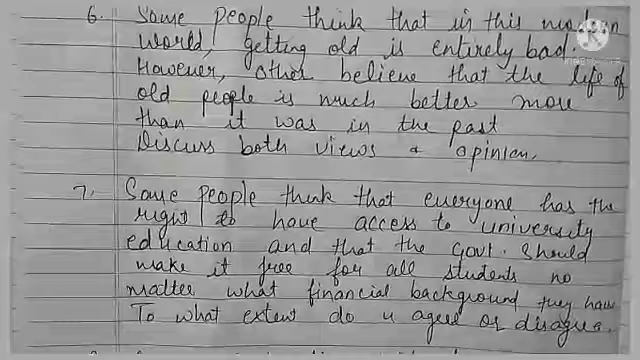 6. Some people think that in this modern
world, getting old is entirely bad.
However, other believe that the life of
old people is much better more
than it was in the past
Discuss both views & opinion.
7. Some people think that everyone has the
right to have access to university
education and that the Govt. should
make it free for all students no
matter what financial background they have
To what extent do u agree or disagree.